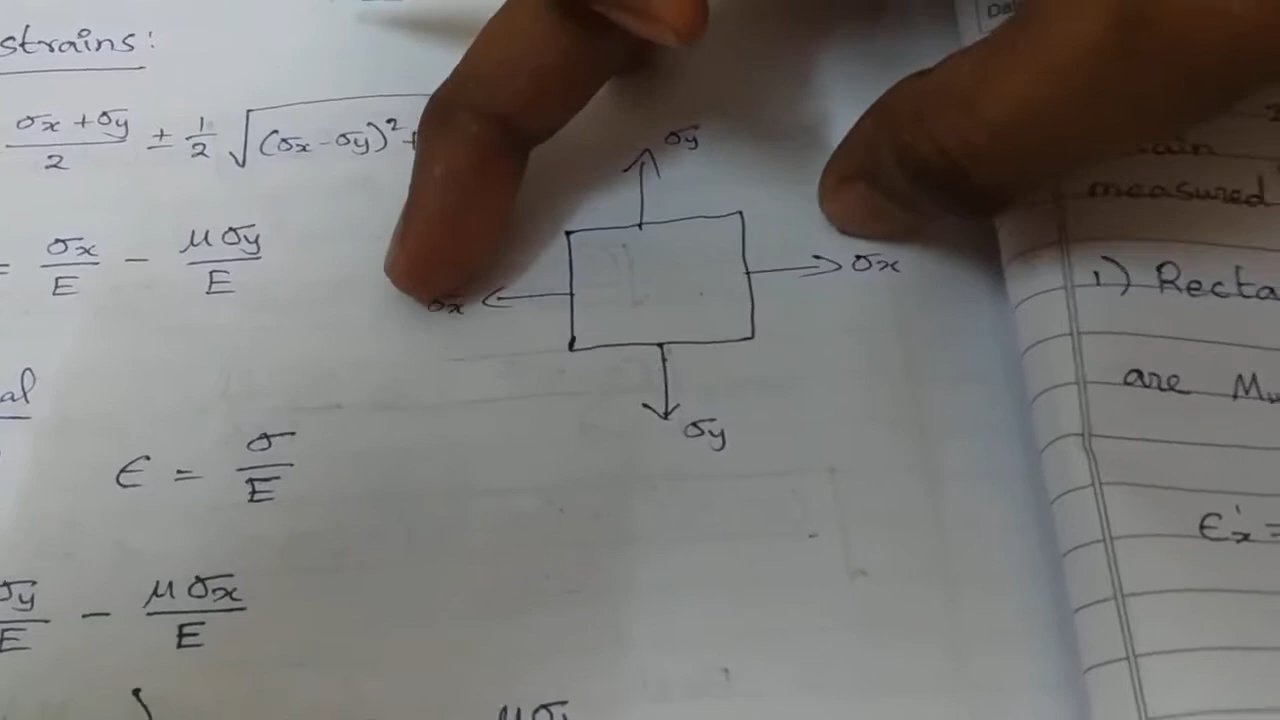 strains:
σx + σy / 2 ± 1/2 √(σx - σy)² +
= σx / E - μσy / E
σy
σx
σx
σy
al
ϵ = σ / E
σy / E - μσx / E
μσ
measured
1) Recta
are M
ϵ'x =